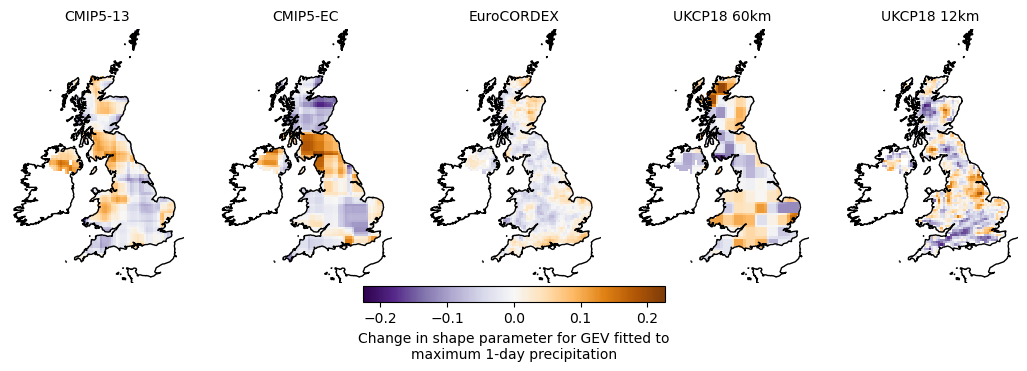 CMIP5-13 CMIP5-EC EuroCORDEX UKCP18 60km UKCP18 12km
−0.2 −0.1 0.0 0.1 0.2
Change in shape parameter for GEV fitted to
maximum 1-day precipitation